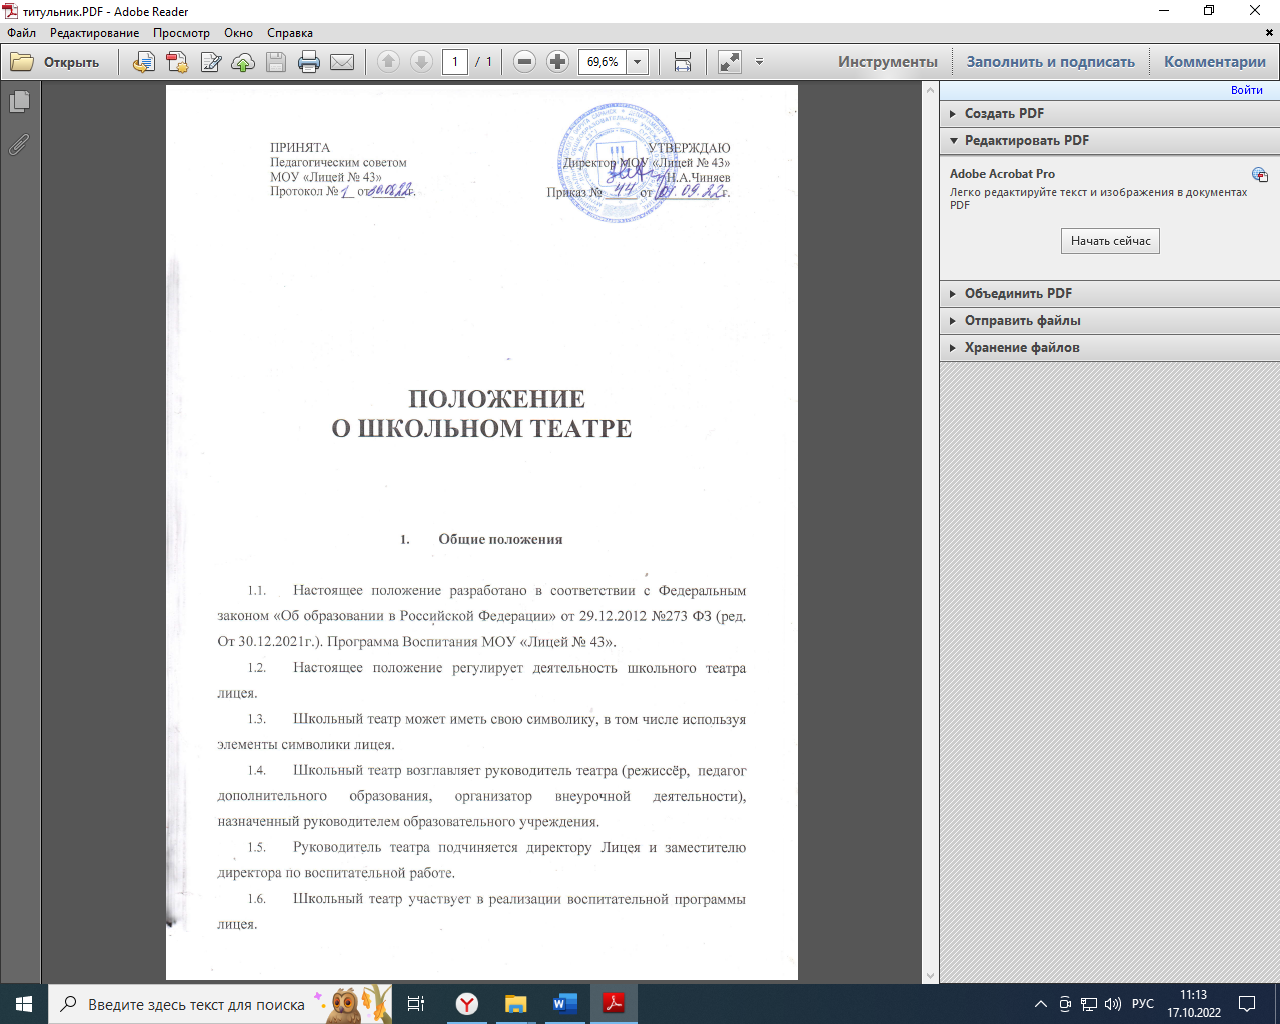 титульник.PDF - Adobe Reader
Файл Редактирование Просмотр Окно Справка
Открыть 1 / 1 69,6% Инструменты Заполнить и подписать Комментарии
Войти
Создать PDF
Редактировать PDF
Adobe Acrobat Pro
Легко редактируйте текст и изображения в документах
PDF
Начать сейчас
Объединить PDF
Отправить файлы
Хранение файлов
ПРИНЯТА
Педагогическим советом
МОУ «Лицей № 43»
Протокол № 1 от 30.08.22 г.
УТВЕРЖДАЮ
Директор МОУ «Лицей № 43»
Н.А.Чиняев
Приказ № 44 от 01.09.22 г.
ПОЛОЖЕНИЕ
О ШКОЛЬНОМ ТЕАТРЕ
1. Общие положения
1.1. Настоящее положение разработано в соответствии с Федеральным
законом «Об образовании в Российской Федерации» от 29.12.2012 №273 ФЗ (ред.
От 30.12.2021г.). Программа Воспитания МОУ «Лицей № 43».
1.2. Настоящее положение регулирует деятельность школьного театра
лицея.
1.3. Школьный театр может иметь свою символику, в том числе используя
элементы символики лицея.
1.4. Школьный театр возглавляет руководитель театра (режиссёр, педагог
дополнительного образования, организатор внеурочной деятельности),
назначенный руководителем образовательного учреждения.
1.5. Руководитель театра подчиняется директору Лицея и заместителю
директора по воспитательной работе.
1.6. Школьный театр участвует в реализации воспитательной программы
лицея.
Введите здесь текст для поиска
РУС
11:13
17.10.2022